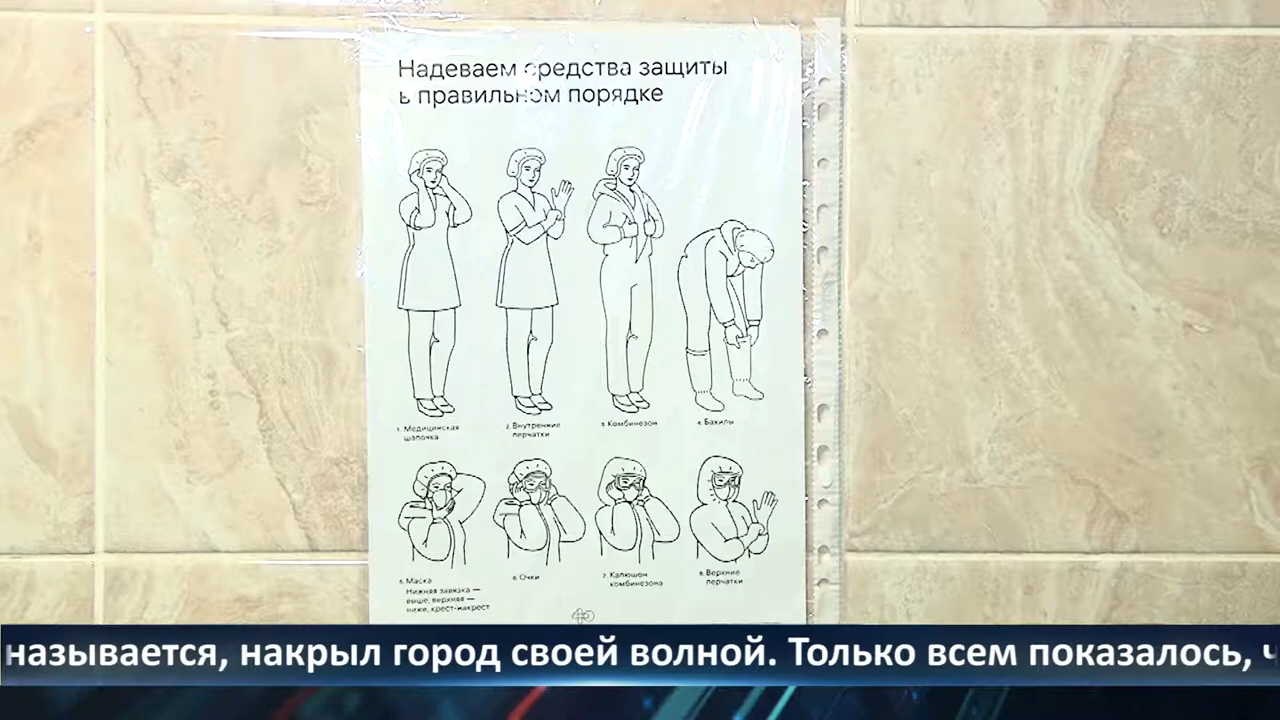 Надеваем средства защиты
в правильном порядке
1. Медицинская
шапочка
2. Внутренние
перчатки
3. Комбинезон
4. Бахилы
5. Маска
Нижняя завязка —
выше, верхняя —
ниже, крест-накрест
6. Очки
7. Капюшон
комбинезона
8. Верхние
перчатки
называется, накрыл город своей волной. Только всем показалось, ч